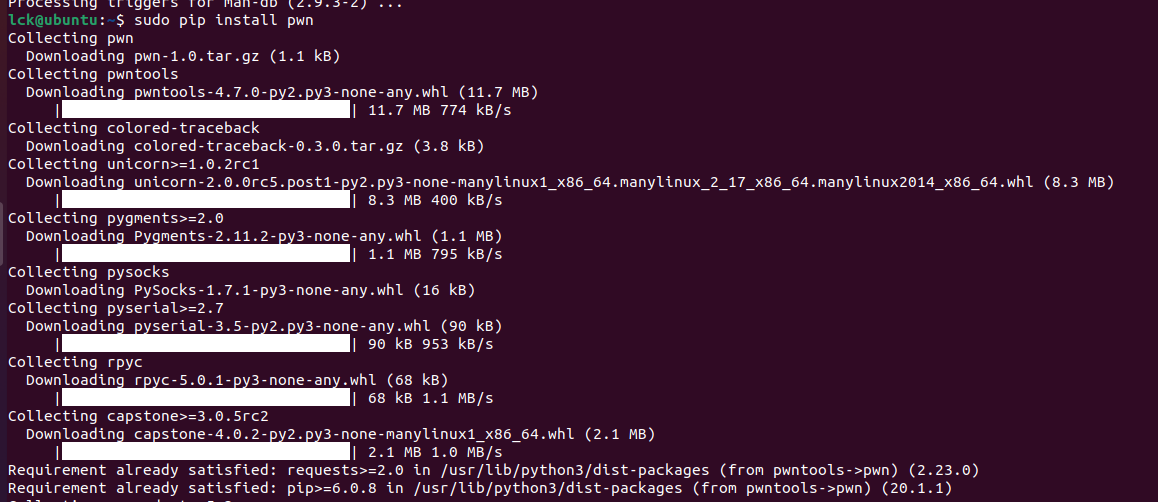 Processing triggers for man-db (2.9.3-2) ...
lck@ubuntu:~$ sudo pip install pwn
Collecting pwn
  Downloading pwn-1.0.tar.gz (1.1 kB)
Collecting pwntools
  Downloading pwntools-4.7.0-py2.py3-none-any.whl (11.7 MB)
     | | 11.7 MB 774 kB/s
Collecting colored-traceback
  Downloading colored-traceback-0.3.0.tar.gz (3.8 kB)
Collecting unicorn>=1.0.2rc1
  Downloading unicorn-2.0.0rc5.post1-py2.py3-none-manylinux1_x86_64.manylinux_2_17_x86_64.manylinux2014_x86_64.whl (8.3 MB)
     | | 8.3 MB 400 kB/s
Collecting pygments>=2.0
  Downloading Pygments-2.11.2-py3-none-any.whl (1.1 MB)
     | | 1.1 MB 795 kB/s
Collecting pysocks
  Downloading PySocks-1.7.1-py3-none-any.whl (16 kB)
Collecting pyserial>=2.7
  Downloading pyserial-3.5-py2.py3-none-any.whl (90 kB)
     | | 90 kB 953 kB/s
Collecting rpyc
  Downloading rpyc-5.0.1-py3-none-any.whl (68 kB)
     | | 68 kB 1.1 MB/s
Collecting capstone>=3.0.5rc2
  Downloading capstone-4.0.2-py2.py3-none-manylinux1_x86_64.whl (2.1 MB)
     | | 2.1 MB 1.0 MB/s
Requirement already satisfied: requests>=2.0 in /usr/lib/python3/dist-packages (from pwntools->pwn) (2.23.0)
Requirement already satisfied: pip>=6.0.8 in /usr/lib/python3/dist-packages (from pwntools->pwn) (20.1.1)